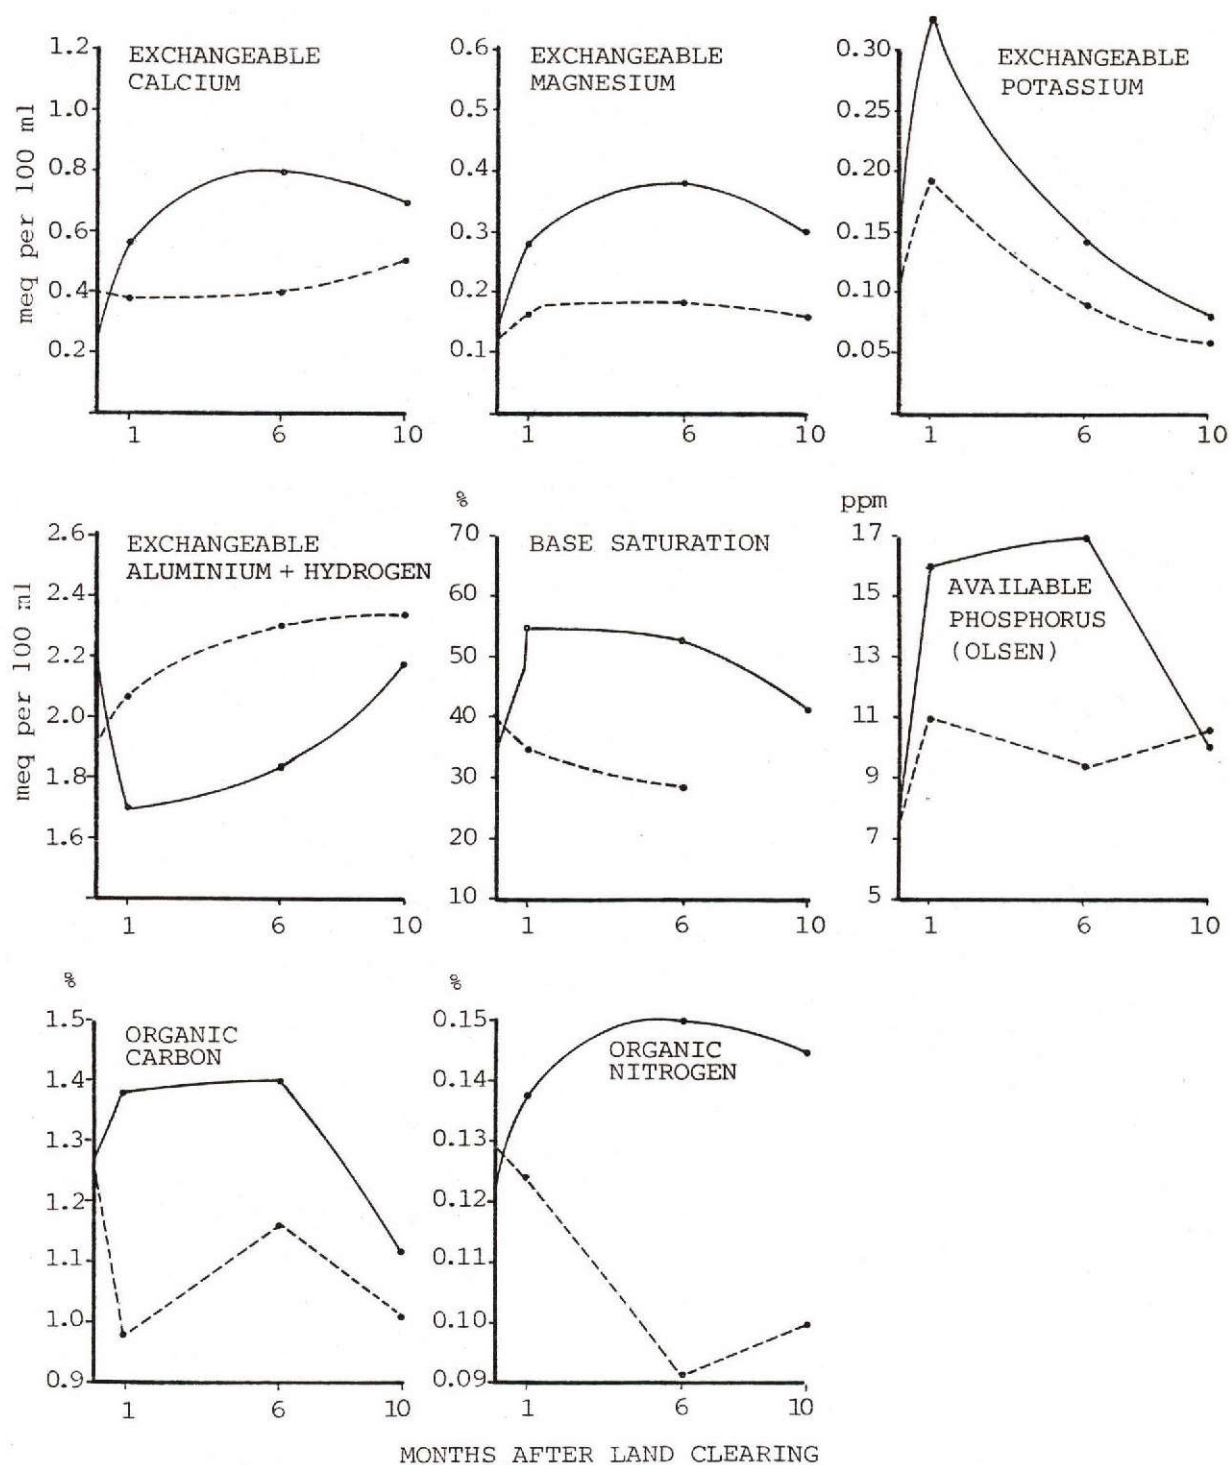 EXCHANGEABLE
CALCIUM
meq per 100 ml
1.2
1.0
0.8
0.6
0.4
0.2
1 6 10
EXCHANGEABLE
MAGNESIUM
0.6
0.5
0.4
0.3
0.2
0.1
1 6 10
EXCHANGEABLE
POTASSIUM
0.30
0.25
0.20
0.15
0.10
0.05
1 6 10
EXCHANGEABLE
ALUMINIUM + HYDROGEN
meq per 100 ml
2.6
2.4
2.2
2.0
1.8
1.6
1 6 10
%
BASE SATURATION
70
60
50
40
30
20
10
1 6 10
ppm
AVAILABLE
PHOSPHORUS
(OLSEN)
17
15
13
11
9
7
5
1 6 10
%
ORGANIC
CARBON
1.5
1.4
1.3
1.2
1.1
1.0
0.9
1 6 10
%
ORGANIC
NITROGEN
0.15
0.14
0.13
0.12
0.11
0.10
0.09
1 6 10
MONTHS AFTER LAND CLEARING